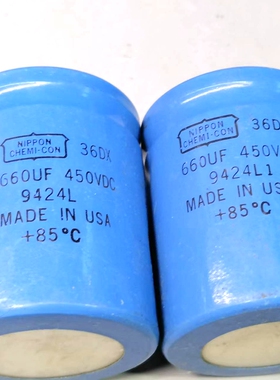 NIPPON
CHEMI-CON
36DX
660UF 450VDC
9424L
MADE IN USA
+85°C
NIPPON
CHEMI-CON
36D
660UF 450V
9424L1
MADE IN USA
+85°C